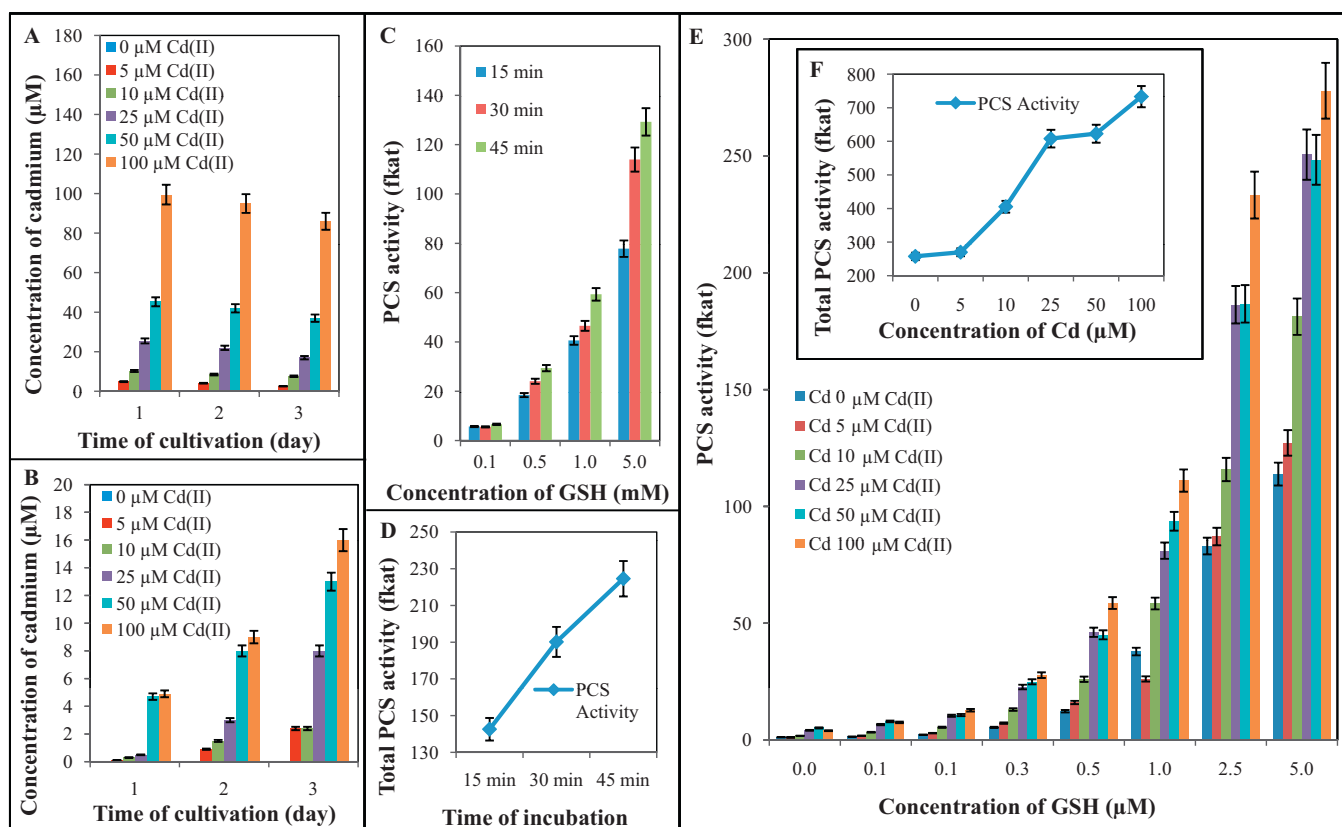 A
180
160
140
120
100
80
60
40
20
0
Concentration of cadmium (µM)
0 µM Cd(II)
5 µM Cd(II)
10 µM Cd(II)
25 µM Cd(II)
50 µM Cd(II)
100 µM Cd(II)
1 2 3
Time of cultivation (day)
B
20
18
16
14
12
10
8
6
4
2
0
Concentration of cadmium (µM)
0 µM Cd(II)
5 µM Cd(II)
10 µM Cd(II)
25 µM Cd(II)
50 µM Cd(II)
100 µM Cd(II)
1 2 3
Time of cultivation (day)
C
160
140
120
100
80
60
40
20
0
PCS activity (fkat)
15 min
30 min
45 min
0.1 0.5 1.0 5.0
Concentration of GSH (mM)
D
250
230
210
190
170
150
130
Total PCS activity (fkat)
PCS
Activity
15 min 30 min 45 min
Time of incubation
E
300
250
200
150
100
50
0
PCS activity (fkat)
F
800
700
600
500
400
300
200
Total PCS activity (fkat)
PCS Activity
0 5 10 25 50 100
Concentration of Cd (µM)
Cd 0 µM Cd(II)
Cd 5 µM Cd(II)
Cd 10 µM Cd(II)
Cd 25 µM Cd(II)
Cd 50 µM Cd(II)
Cd 100 µM Cd(II)
0.0 0.1 0.1 0.3 0.5 1.0 2.5 5.0
Concentration of GSH (µM)